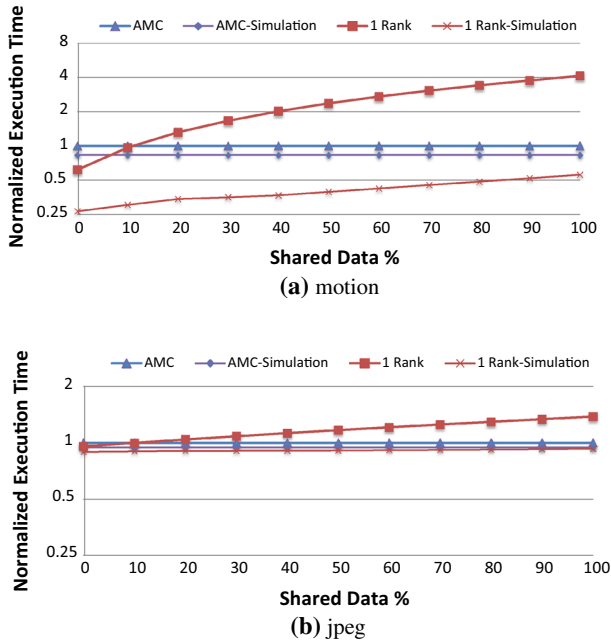 AMC AMC-Simulation 1 Rank 1 Rank-Simulation
Normalized Execution Time
8
4
2
1
0.5
0.25
0 10 20 30 40 50 60 70 80 90 100
Shared Data %
(a) motion
AMC AMC-Simulation 1 Rank 1 Rank-Simulation
Normalized Execution Time
2
1
0.5
0.25
0 10 20 30 40 50 60 70 80 90 100
Shared Data %
(b) jpeg